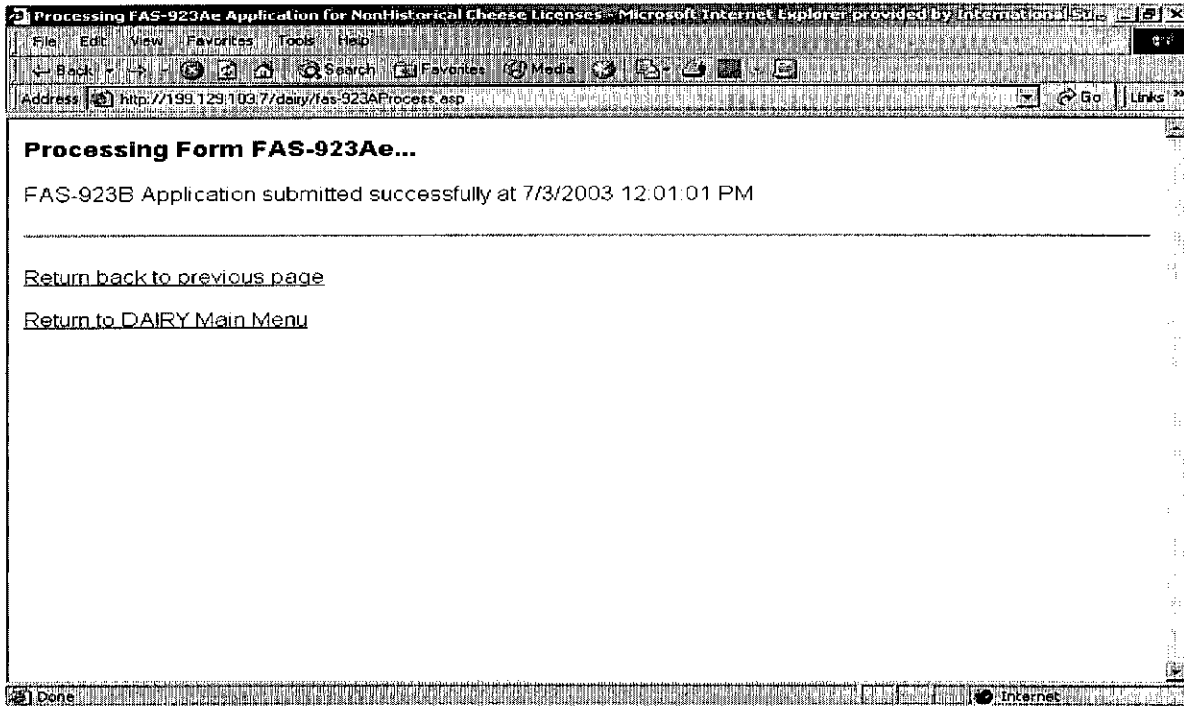 Processing FAS-923Ae Application for NonHistorical Cheese Licenses - Microsoft Internet Explorer provided by International Su...
File Edit View Favorites Tools Help
Back Search Favorites Media
Address http://199.129.103.7/dairy/fas-923AProcess.asp Go Links »
Processing Form FAS-923Ae...
FAS-923B Application submitted successfully at 7/3/2003 12:01:01 PM
Return back to previous page
Return to DAIRY Main Menu
Done Internet